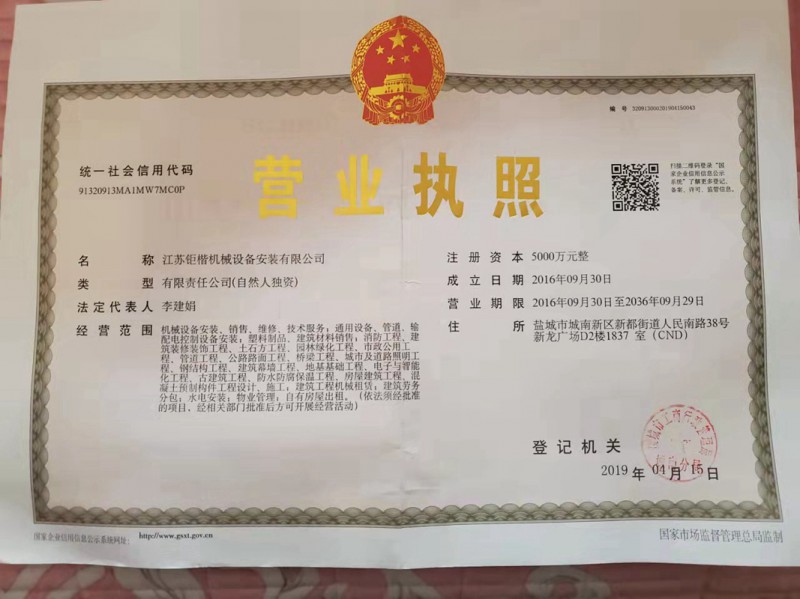 编 号 320913000201904150043
统一社会信用代码
91320913MA1MW7MC0P
营业执照
扫描二维码登录“国
家企业信用信息公示
系统”了解更多登记、
备案、许可、监管信息。
名 称 江苏钜楷机械设备安装有限公司
类 型 有限责任公司(自然人独资)
法定代表人 李建娟
经营范围 机械设备安装、销售、维修、技术服务；通用设备、管道、输
配电控制设备安装；塑料制品、建筑材料销售；消防工程、建
筑装修装饰工程、土石方工程、园林绿化工程、市政公用工
程、管道工程、公路路面工程、桥梁工程、城市及道路照明工
程、钢结构工程、建筑幕墙工程、地基基础工程、电子与智能
化工程、古建筑工程、防水防腐保温工程、房屋建筑工程、混
凝土预制构件工程设计、施工；建筑工程机械租赁；建筑劳务
分包；水电安装；物业管理；自有房屋出租。（依法须经批准
的项目，经相关部门批准后方可开展经营活动）
注册资本 5000万元整
成立日期 2016年09月30日
营业期限 2016年09月30日至2036年09月29日
住 所 盐城市城南新区新都街道人民南路38号
新龙广场D2楼1837 室（CND）
登记机关
2019 年 04 月 15 日
国家企业信用信息公示系统网址： http://www.gsxt.gov.cn
国家市场监督管理总局监制